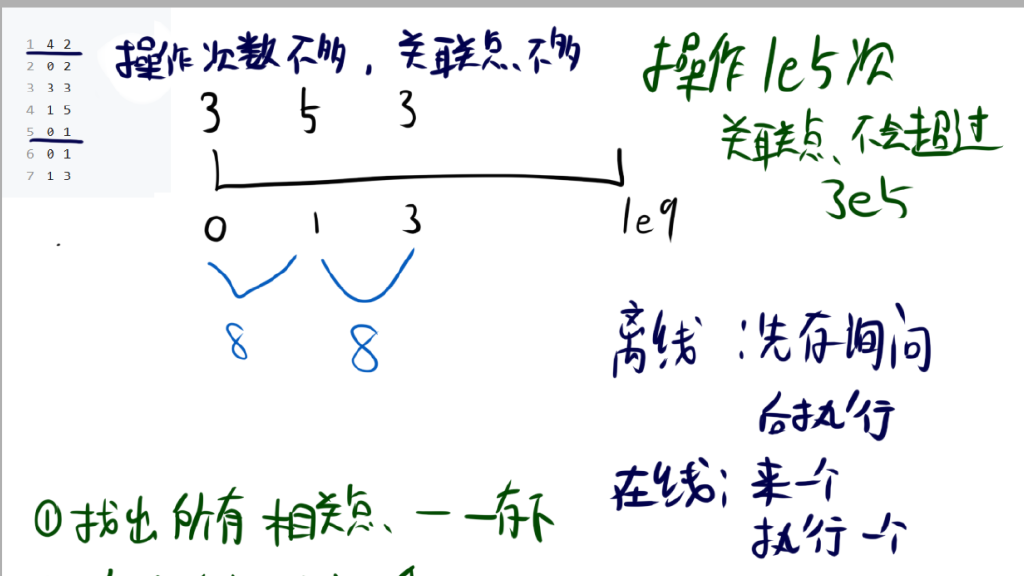 1 4 2
2 0 2
3 3 3
4 1 5
5 0 1
6 0 1
7 1 3
操作次数不多，关联点不多
3 5 3
0 1 3 1e9
8 8
操作1e5次
关联点不会超过
3e5
离线：先存询问
后执行
在线：来一个
执行一个
①找出所有相关点、一一存下